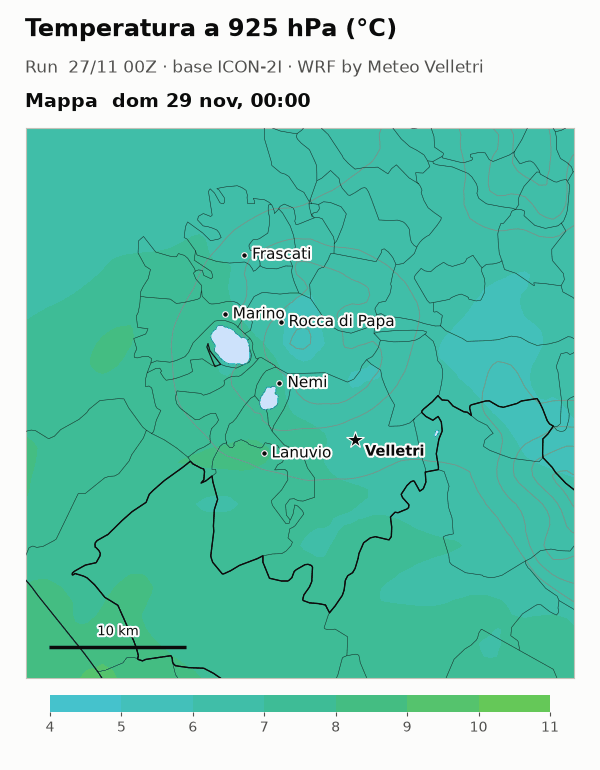 Temperatura a 925 hPa (°C)
Run  27/11 00Z · base ICON-2I · WRF by Meteo Velletri
Mappa  dom 29 nov, 00:00
Frascati
Marino
Rocca di Papa
Nemi
Velletri
Lanuvio
10 km
4 5 6 7 8 9 10 11